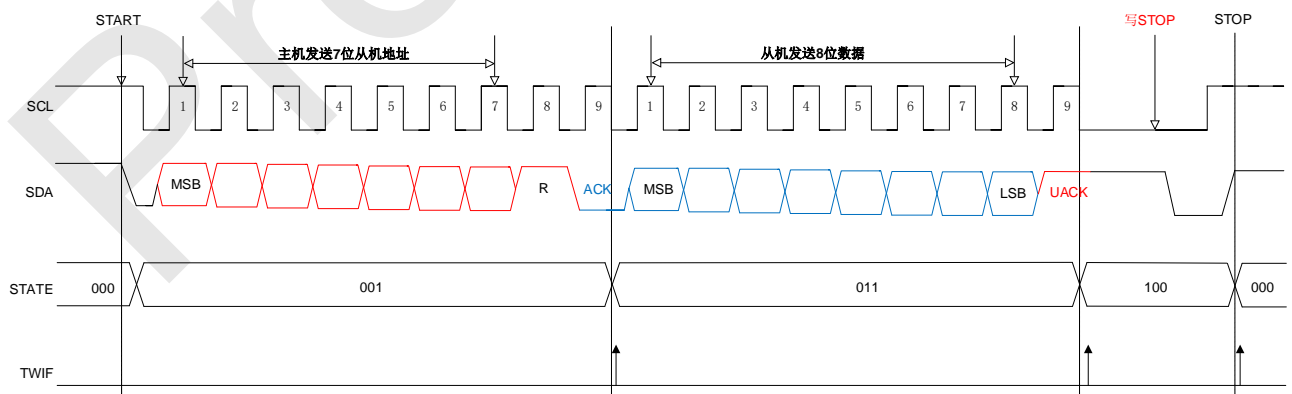 START 写STOP STOP
主机发送7位从机地址 从机发送8位数据
SCL 1 2 3 4 5 6 7 8 9 1 2 3 4 5 6 7 8 9
SDA MSB R ACK MSB LSB UACK
STATE 000 001 011 100 000
TWIF